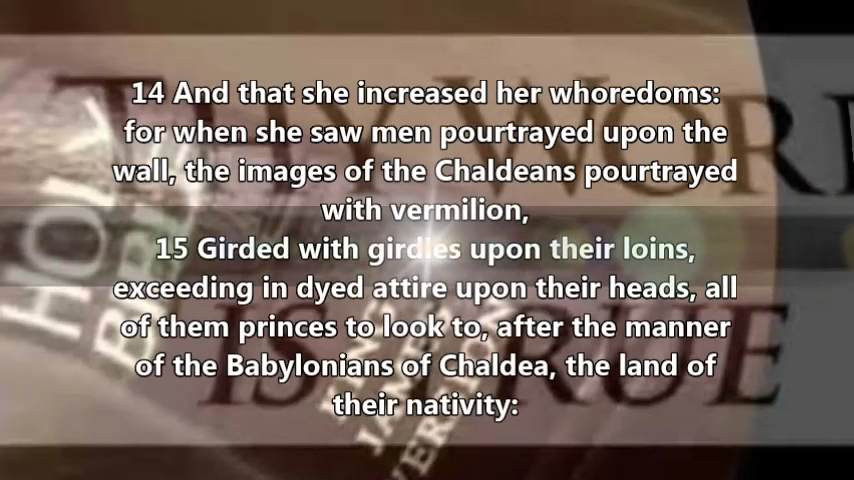 14 And that she increased her whoredoms:
for when she saw men pourtrayed upon the
wall, the images of the Chaldeans pourtrayed
with vermilion,
15 Girded with girdles upon their loins,
exceeding in dyed attire upon their heads, all
of them princes to look to, after the manner
of the Babylonians of Chaldea, the land of
their nativity:
HOLY